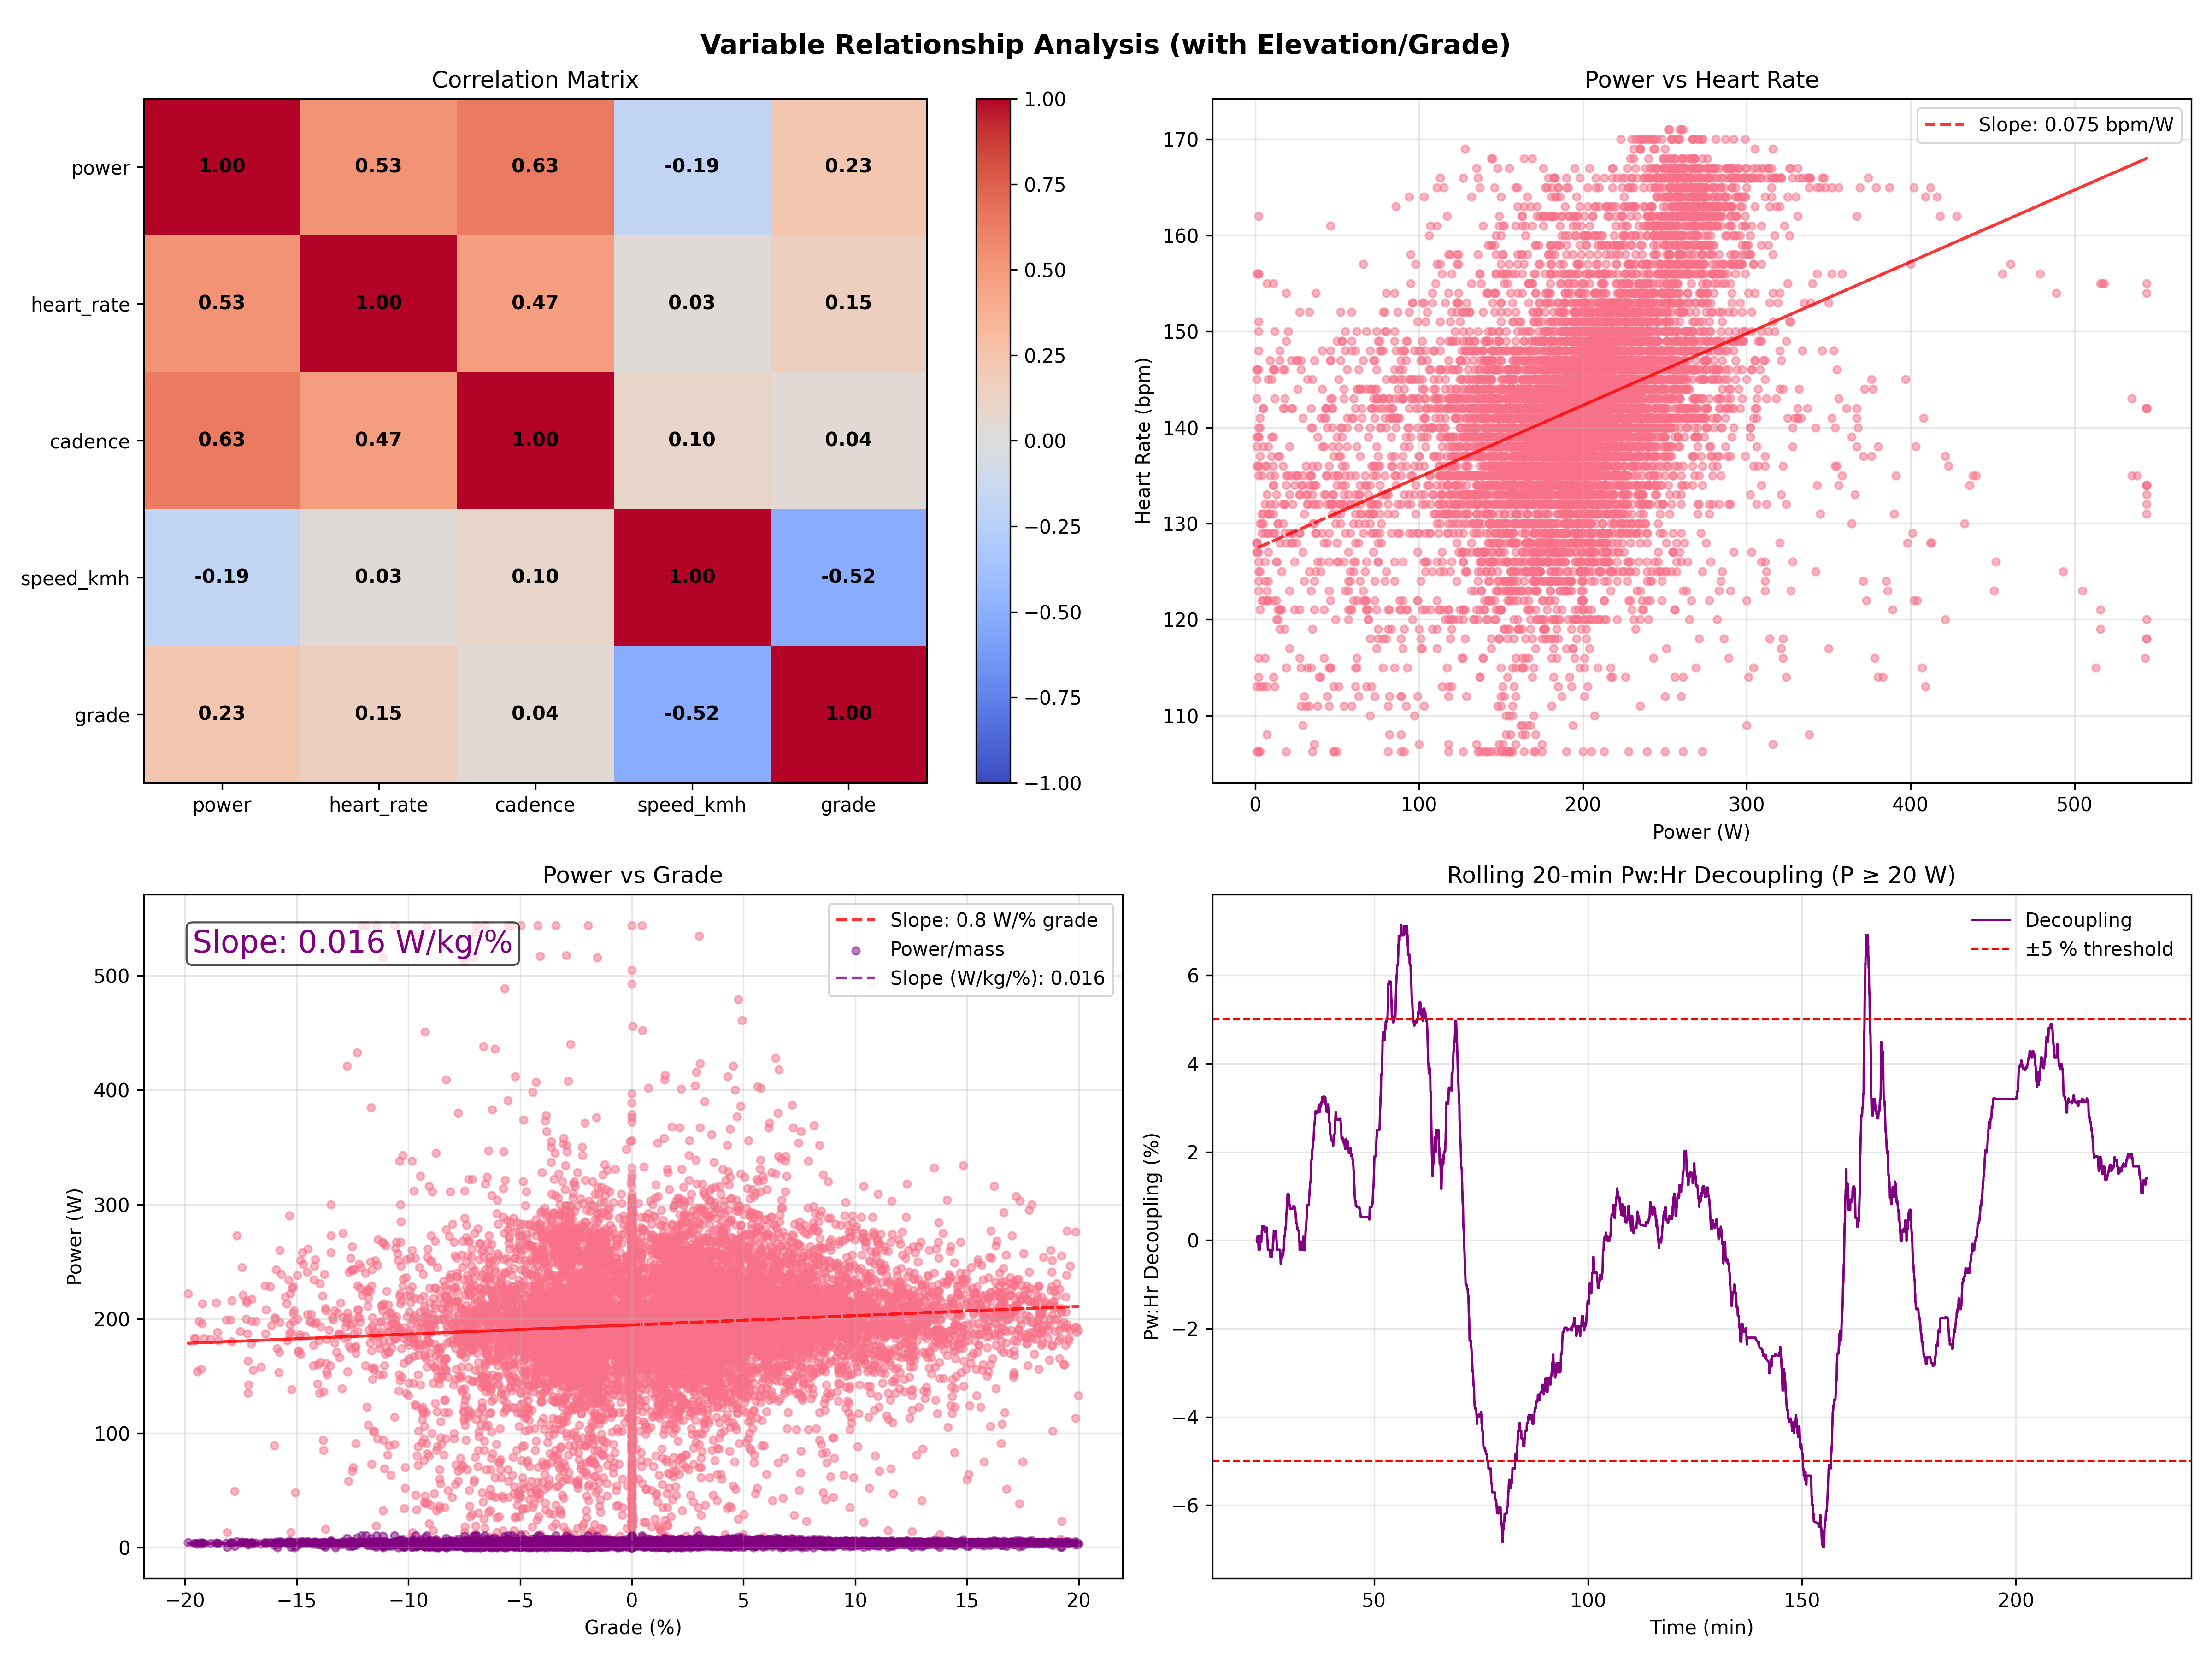 Variable Relationship Analysis (with Elevation/Grade)
Correlation Matrix
power
heart_rate
cadence
speed_kmh
grade
1.00 0.53 0.63 -0.19 0.23
0.53 1.00 0.47 0.03 0.15
0.63 0.47 1.00 0.10 0.04
-0.19 0.03 0.10 1.00 -0.52
0.23 0.15 0.04 -0.52 1.00
power heart_rate cadence speed_kmh grade
1.00
0.75
0.50
0.25
0.00
−0.25
−0.50
−0.75
−1.00
Power vs Heart Rate
Slope: 0.075 bpm/W
Heart Rate (bpm)
170
160
150
140
130
120
110
0 100 200 300 400 500
Power (W)
Power vs Grade
Slope: 0.016 W/kg/%
Slope: 0.8 W/% grade
Power/mass
Slope (W/kg/%): 0.016
Power (W)
500
400
300
200
100
0
−20 −15 −10 −5 0 5 10 15 20
Grade (%)
Rolling 20-min Pw:Hr Decoupling (P ≥ 20 W)
Decoupling
±5 % threshold
Pw:Hr Decoupling (%)
6
4
2
0
−2
−4
−6
50 100 150 200
Time (min)